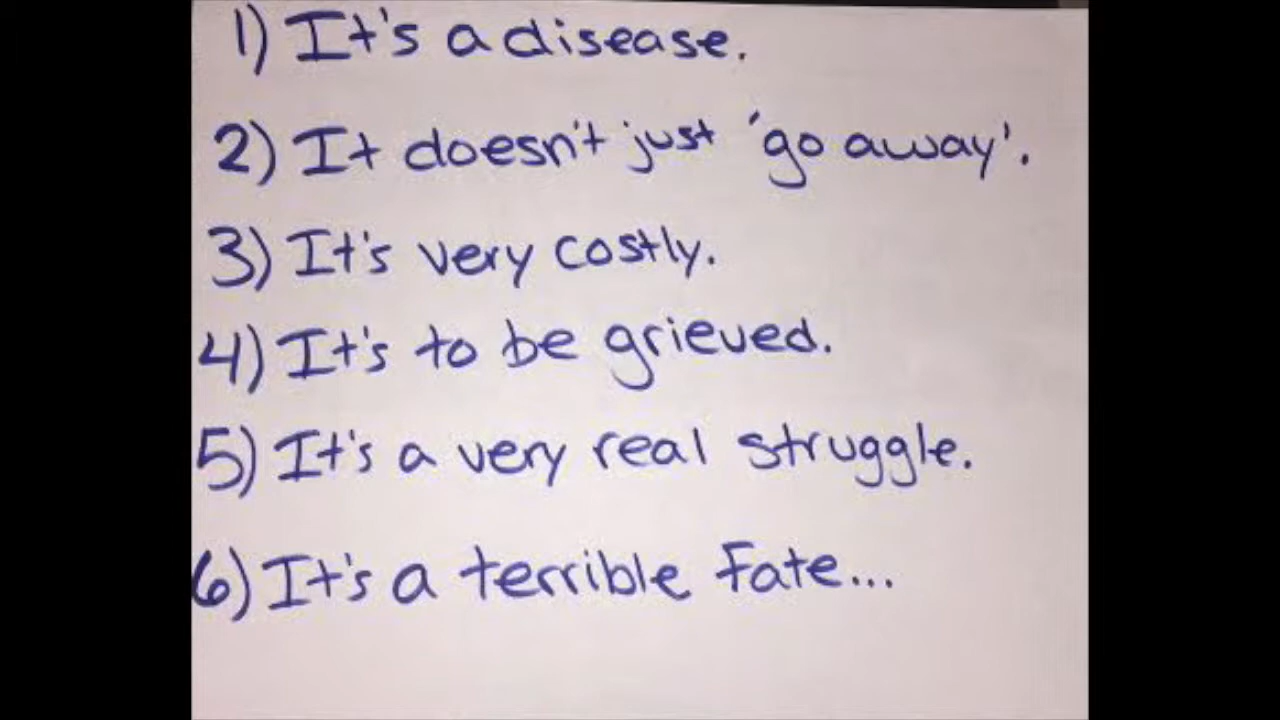 1) It's a disease.
2) It doesn't just 'go away'.
3) It's very costly.
4) It's to be grieved.
5) It's a very real struggle.
6) It's a terrible fate...